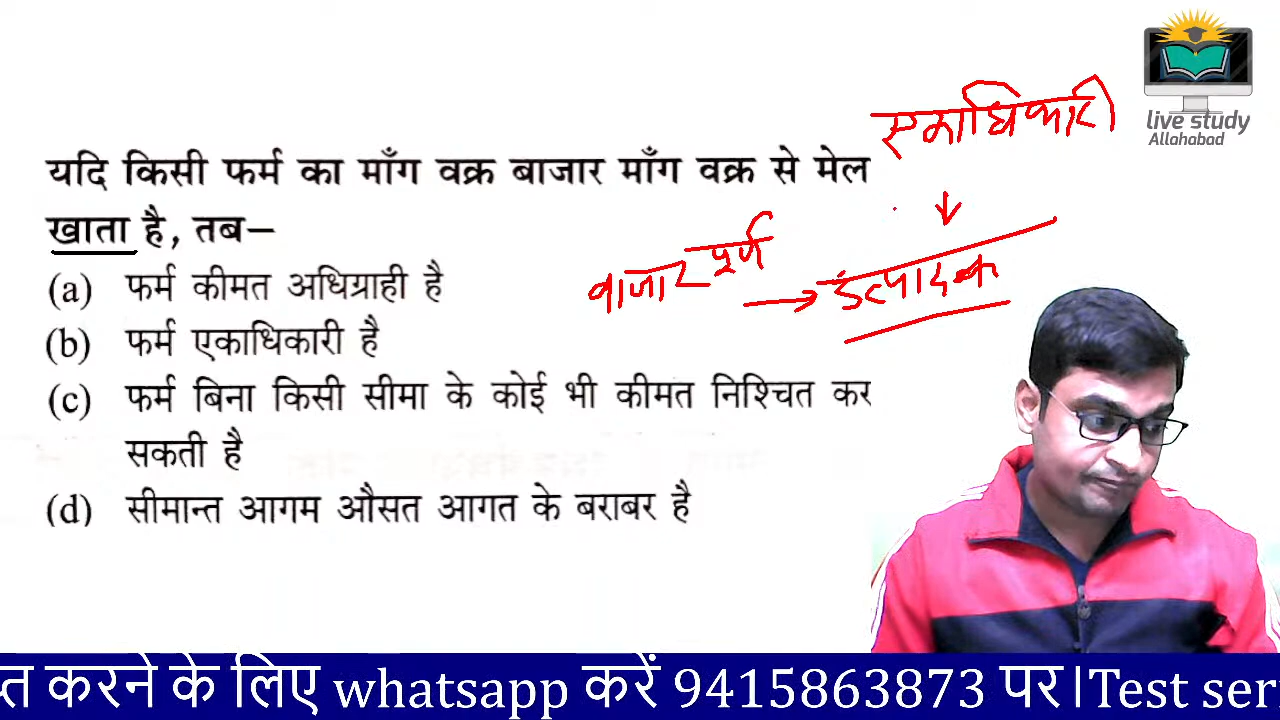 live study
Allahabad
एकाधिकारी
यदि किसी फर्म का माँग वक्र बाजार माँग वक्र से मेल
खाता है, तब–
बाजार पूर्ण
उत्पादक
(a) फर्म कीमत अधिग्राही है
(b) फर्म एकाधिकारी है
(c) फर्म बिना किसी सीमा के कोई भी कीमत निश्चित कर
सकती है
(d) सीमान्त आगम औसत आगत के बराबर है
त करने के लिए whatsapp करें 9415863873 पर।Test seri